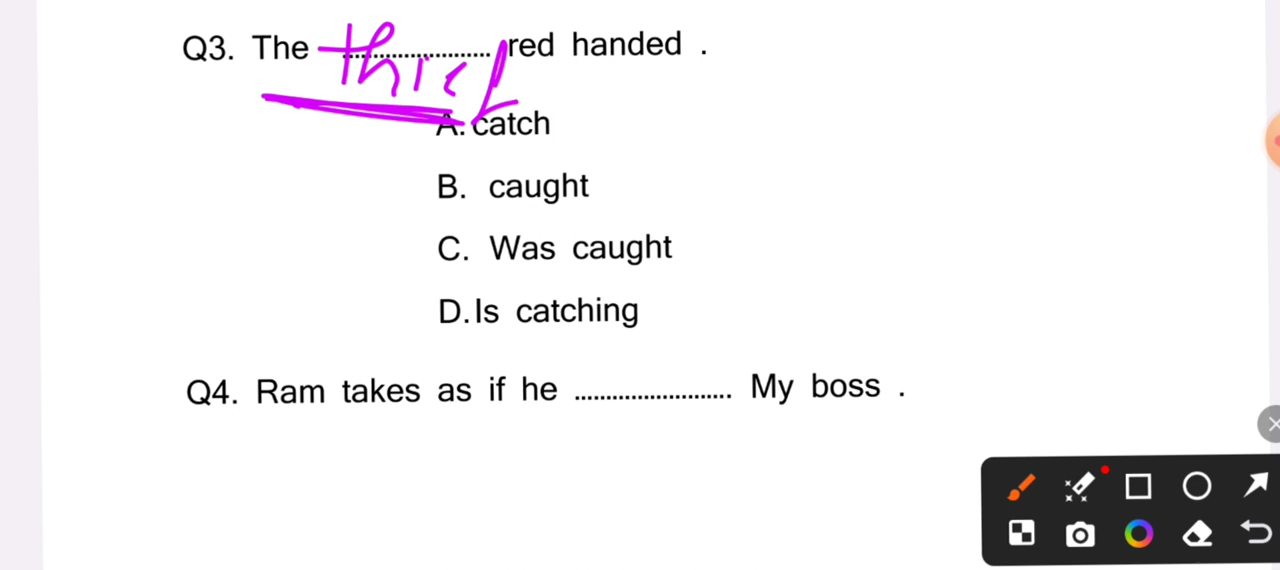 Q3. The thief ...................... red handed .
A. catch
B. caught
C. Was caught
D. Is catching
Q4. Ram takes as if he ......................... My boss .